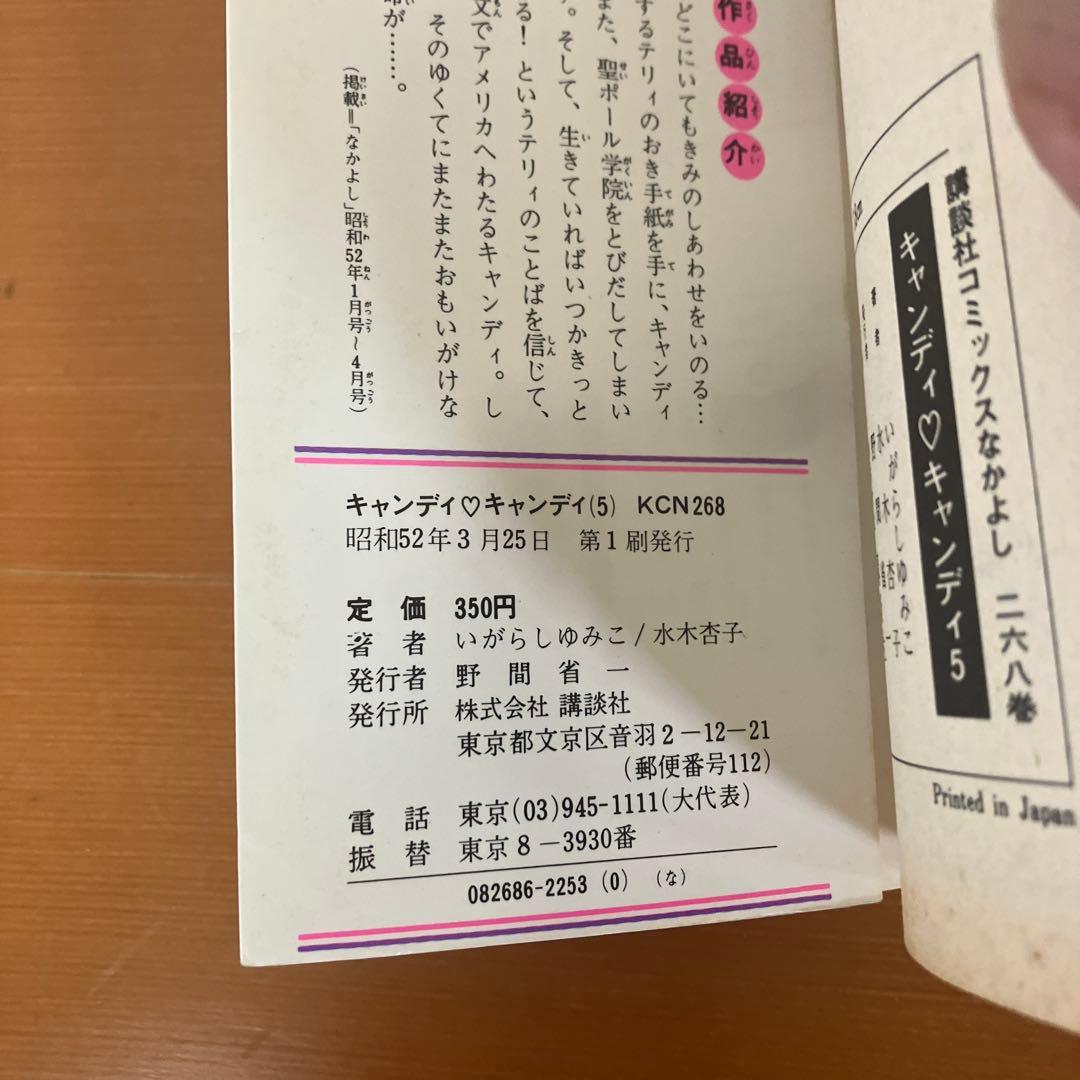 作品紹介
どこにいてもきみのしあわせをいのる…
するテリィのおき手紙を手に、キャンディ
また、聖ポール学院をとびだしてしまい
。そして、生きていればいつかきっと
る！というテリィのことばを信じて、
文でアメリカへわたるキャンディ。し
そのゆくてにまたまたおもいがけな
が……。
（掲載＝「なかよし」昭和52年1月号〜4月号）
キャンディ♡キャンディ(5) KCN268
昭和52年3月25日 第1刷発行
定価 350円
著者 いがらしゆみこ/水木杏子
発行者 野間省一
発行所 株式会社 講談社
東京都文京区音羽2-12-21
(郵便番号112)
電話 東京(03)945-1111(大代表)
振替 東京8-3930番
082686-2253 (0) (な)
講談社コミックスなかよし 二六八巻
キャンディ♡キャンディ5
著者
いがらしゆみこ
水木杏子
Printed in Japan